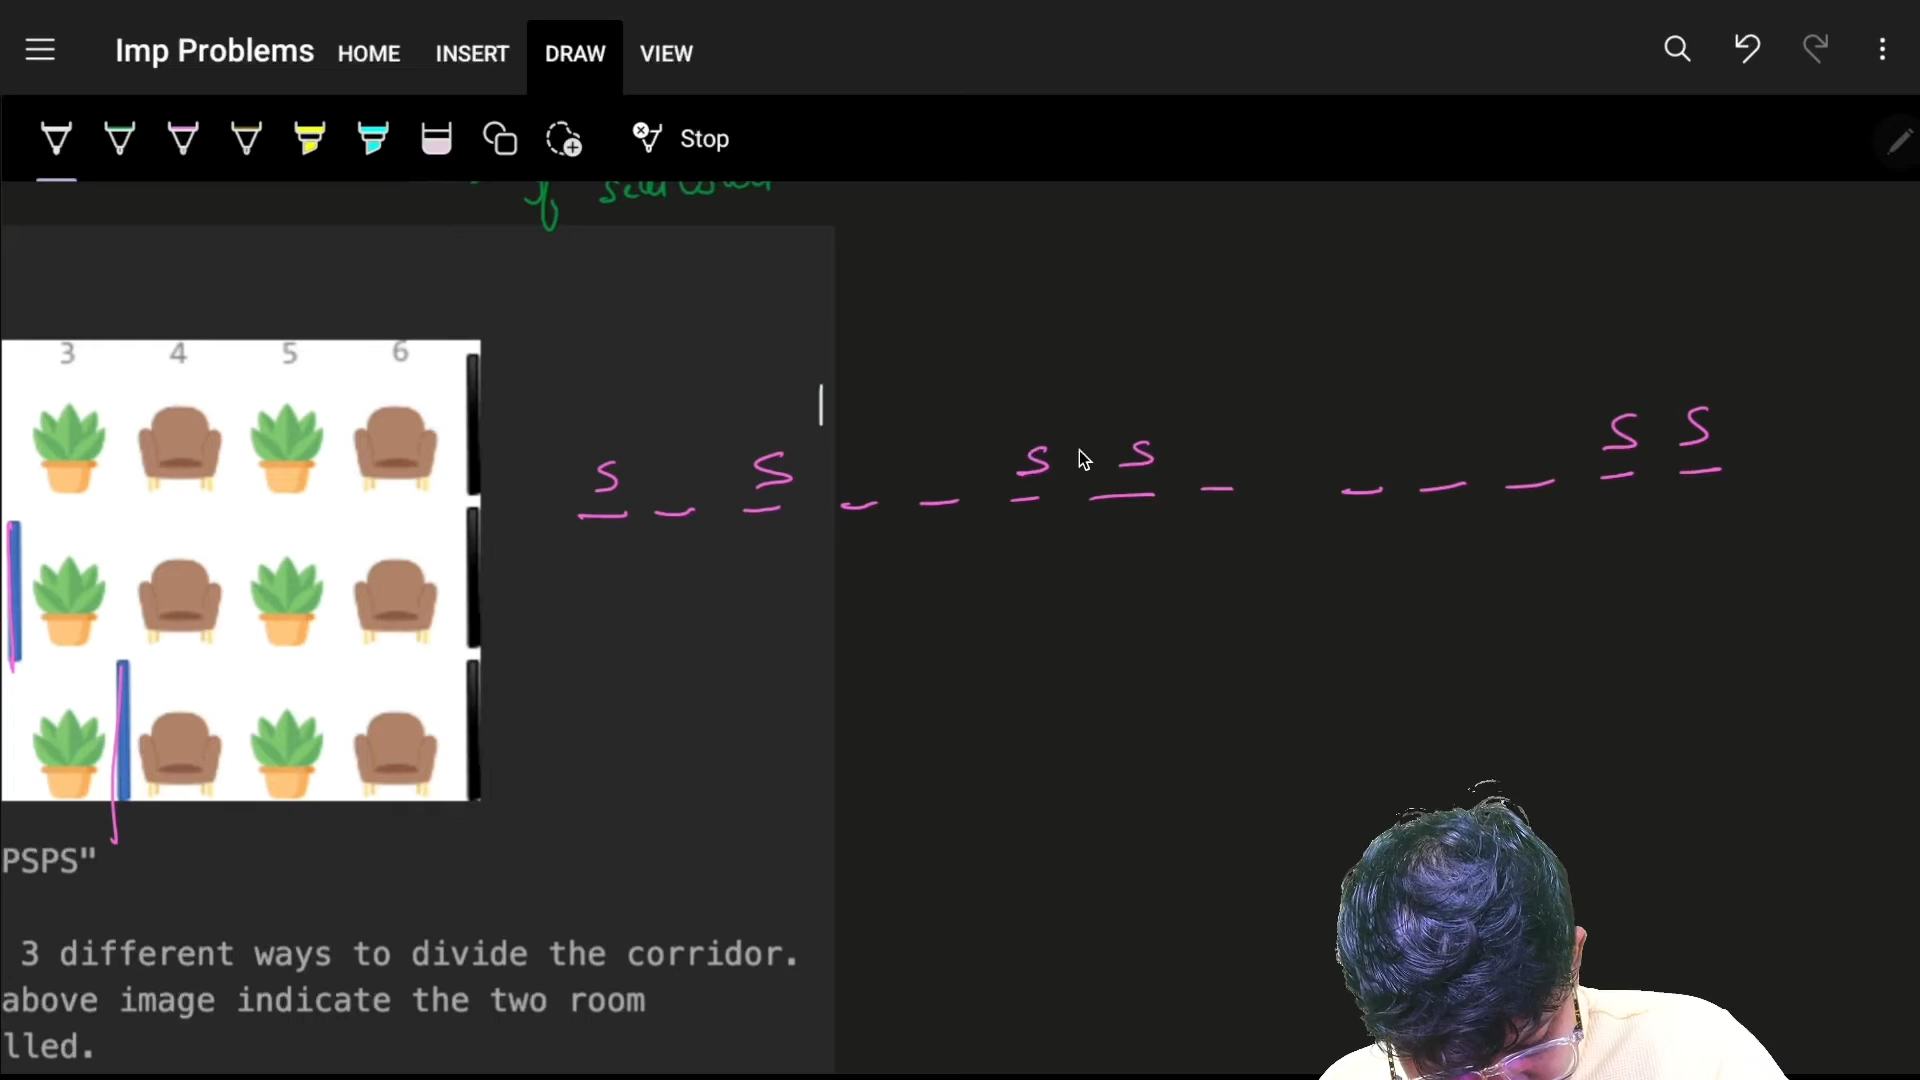 Imp Problems HOME INSERT DRAW VIEW
Stop
3 4 5 6
S S S S S S
PSPS"
3 different ways to divide the corridor.
above image indicate the two room
lled.